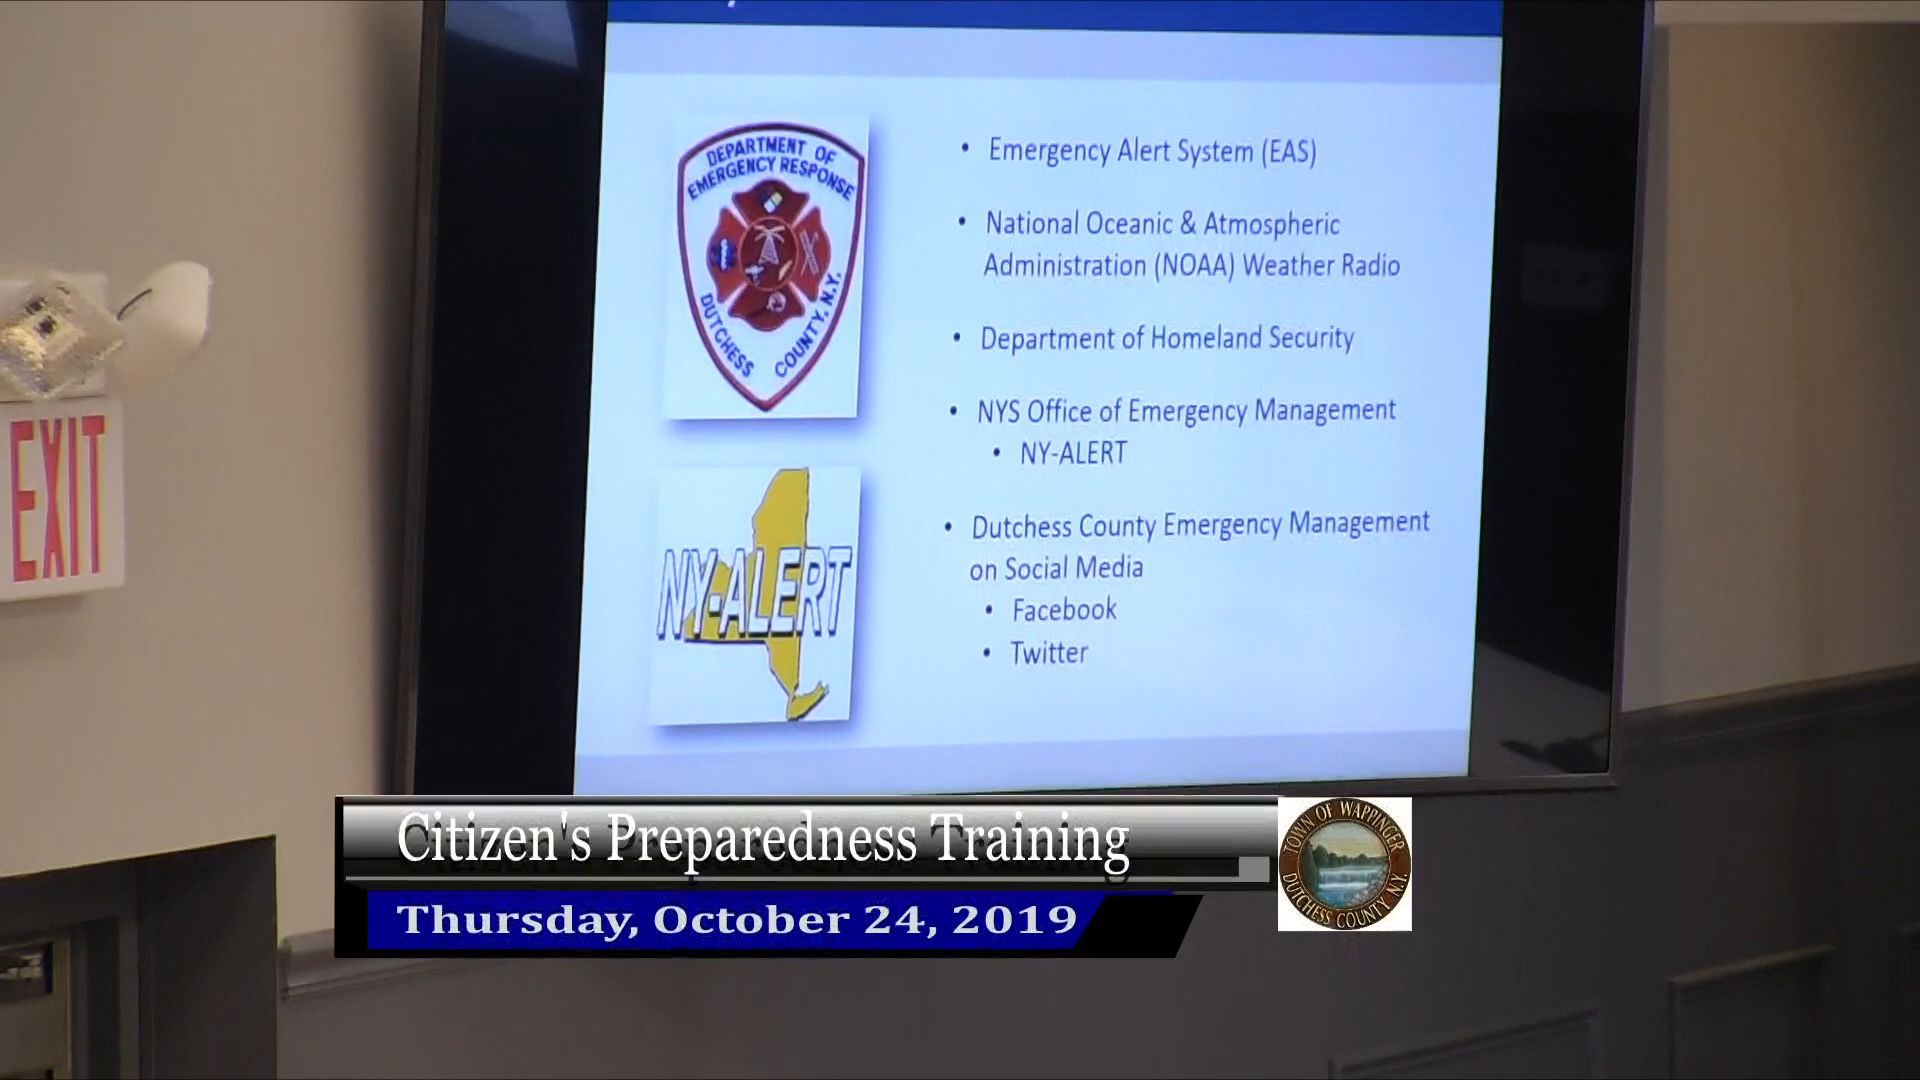 DEPARTMENT OF
EMERGENCY RESPONSE
DUTCHESS COUNTY, N.Y.
NY-ALERT
• Emergency Alert System (EAS)
• National Oceanic & Atmospheric
Administration (NOAA) Weather Radio
• Department of Homeland Security
• NYS Office of Emergency Management
• NY-ALERT
• Dutchess County Emergency Management
on Social Media
• Facebook
• Twitter
EXIT
Citizen's Preparedness Training
Thursday, October 24, 2019
TOWN OF WAPPINGER
DUTCHESS COUNTY N.Y.